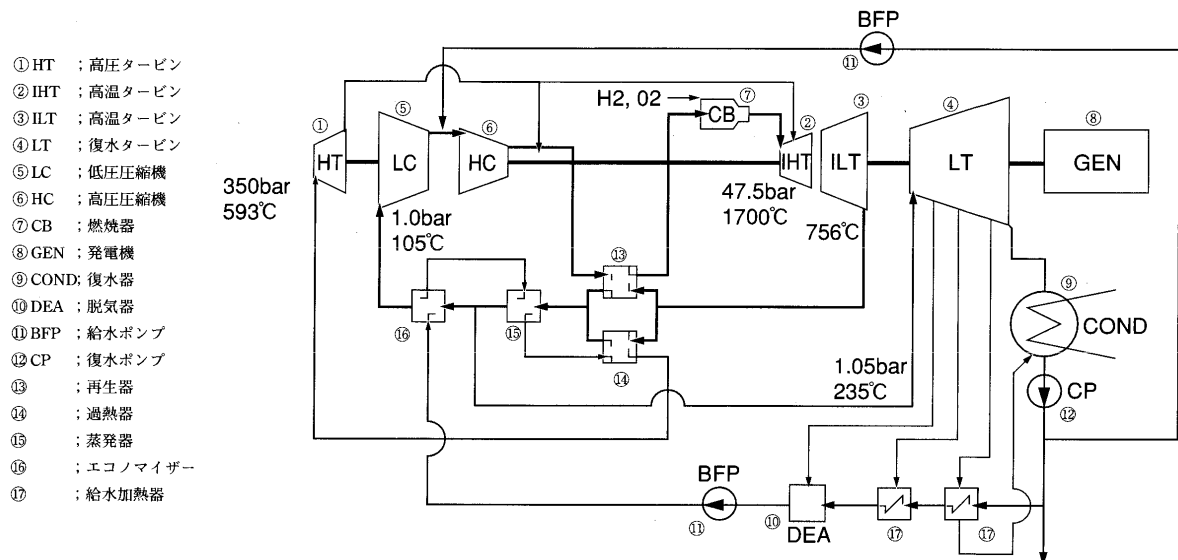 ①HT ;高圧タービン
②IHT ;高温タービン
③ILT ;高温タービン
④LT ;復水タービン
⑤LC ;低圧圧縮機
⑥HC ;高圧圧縮機
⑦CB ;燃焼器
⑧GEN ;発電機
⑨COND;復水器
⑩DEA ;脱気器
⑪BFP ;給水ポンプ
⑫CP ;復水ポンプ
⑬ ;再生器
⑭ ;過熱器
⑮ ;蒸発器
⑯ ;エコノマイザー
⑰ ;給水加熱器
BFP
⑪
H2, 02
⑦
CB
①
HT
⑤
LC
⑥
HC
②
IHT
③
ILT
④
LT
⑧
GEN
350bar
593℃
1.0bar
105℃
47.5bar
1700℃
756℃
⑬
⑯
⑮
⑭
⑨
COND
1.05bar
235℃
CP
⑫
BFP
⑪
⑩
DEA
⑰
⑰